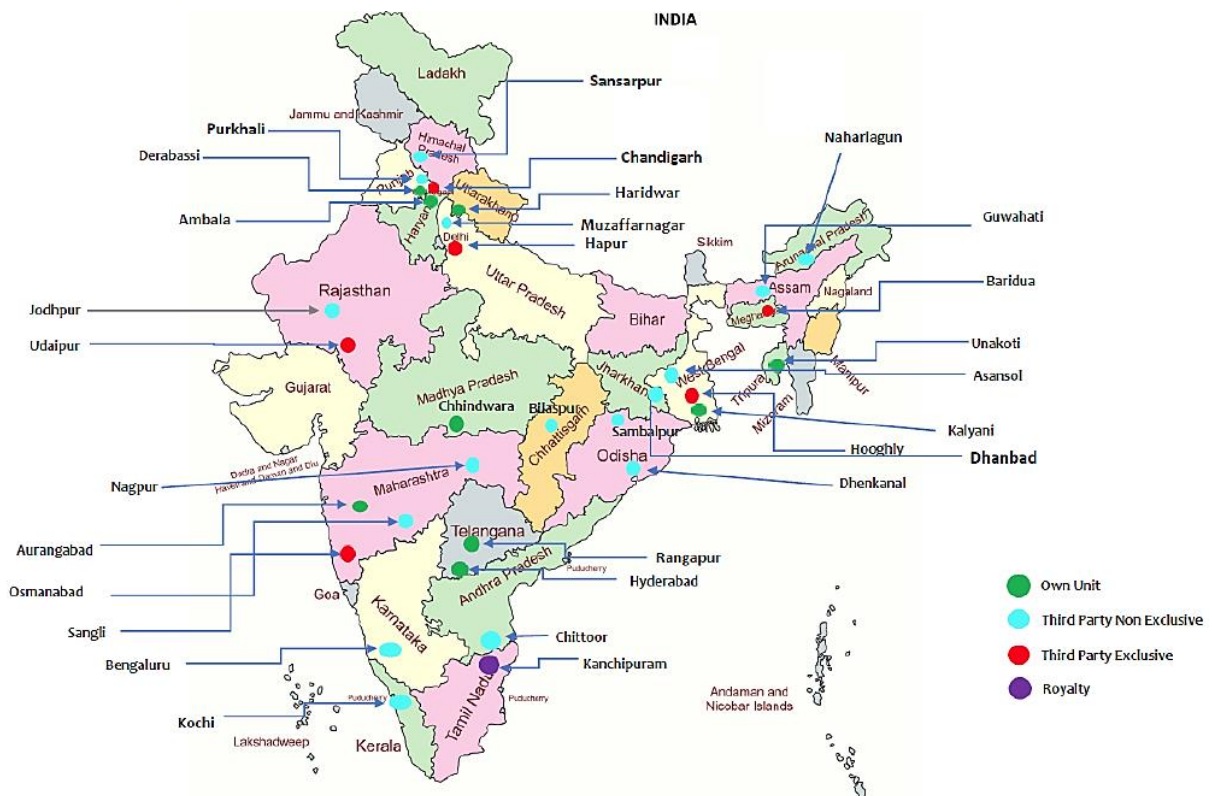 INDIA
Ladakh
Sansarpur
Jammu and Kashmir
Purkhali
Himachal
Pradesh
Naharlagun
Derabassi
Chandigarh
Punjab
Uttarakhand
Haridwar
Ambala
Haryana
Muzaffarnagar
Guwahati
Delhi
Hapur
Arunachal Pradesh
Sikkim
Uttar Pradesh
Assam
Nagaland
Baridua
Rajasthan
Jodhpur
Bihar
Udaipur
Unakoti
West Bengal
Asansol
Gujarat
Madhya Pradesh
Jharkhand
Tripura
Manipur
Mizoram
Chhindwara
Bilaspur
Chhattisgarh
Sambalpur
Kalyani
Hooghly
Dhanbad
Odisha
Dadra and Nagar
Haveli and Daman and Diu
Nagpur
Maharashtra
Dhenkanal
Aurangabad
Telangana
Rangapur
Puducherry
Hyderabad
Andhra Pradesh
Osmanabad
Goa
Own Unit
Karnataka
Third Party Non Exclusive
Sangli
Chittoor
Bengaluru
Kanchipuram
Third Party Exclusive
Royalty
Puducherry
Tamil Nadu
Puducherry
Andaman and
Nicobar Islands
Kochi
Lakshadweep
Kerala